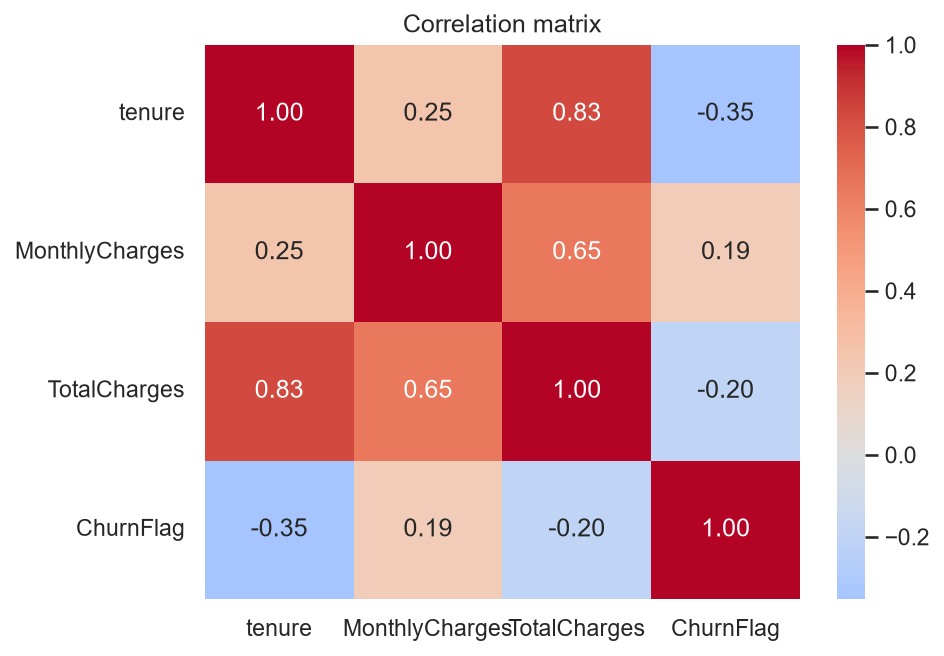 Correlation matrix
tenure 1.00 0.25 0.83 -0.35
MonthlyCharges 0.25 1.00 0.65 0.19
TotalCharges 0.83 0.65 1.00 -0.20
ChurnFlag -0.35 0.19 -0.20 1.00
tenure MonthlyCharges TotalCharges ChurnFlag
1.0
0.8
0.6
0.4
0.2
0.0
−0.2